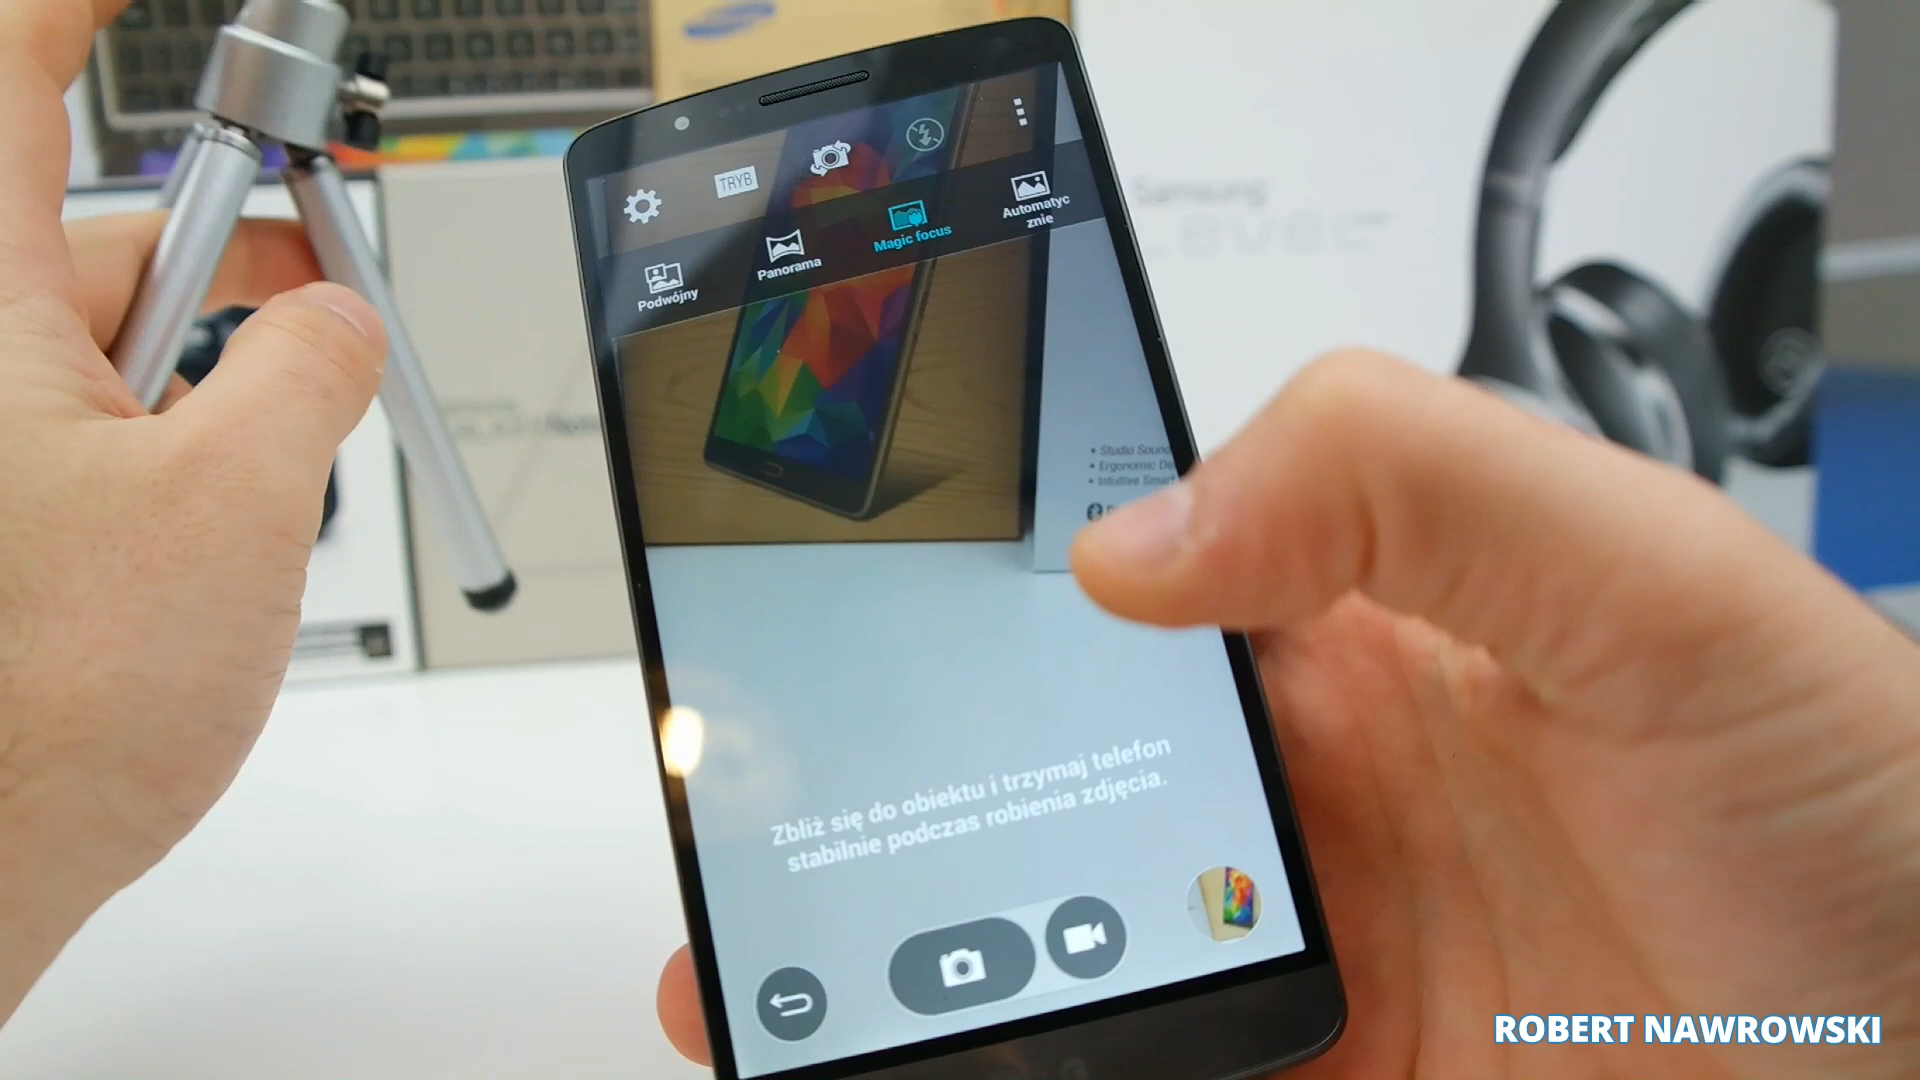 Samsung
TRYB
Podwójny
Panorama
Magic focus
Automatyc
znie
• Studio Sound
• Ergonomic De
• Intuitive Smart
Zbliż się do obiektu i trzymaj telefon
stabilnie podczas robienia zdjęcia.
ROBERT NAWROWSKI